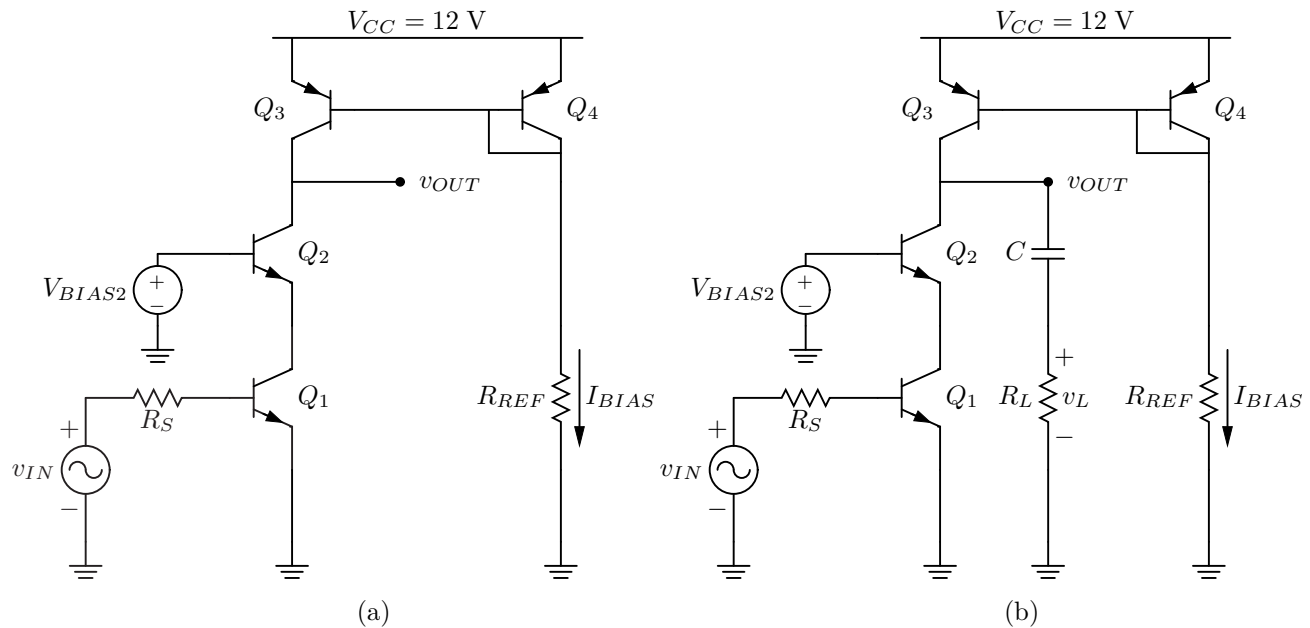 V_{CC} = 12 V
Q_3
Q_4
v_{OUT}
Q_2
V_{BIAS2}
+
−
Q_1
R_S
+
v_{IN}
−
R_{REF}
I_{BIAS}
(a)
V_{CC} = 12 V
Q_3
Q_4
v_{OUT}
Q_2
C
V_{BIAS2}
+
−
Q_1
R_S
+
v_{IN}
−
+
R_L
v_L
−
R_{REF}
I_{BIAS}
(b)